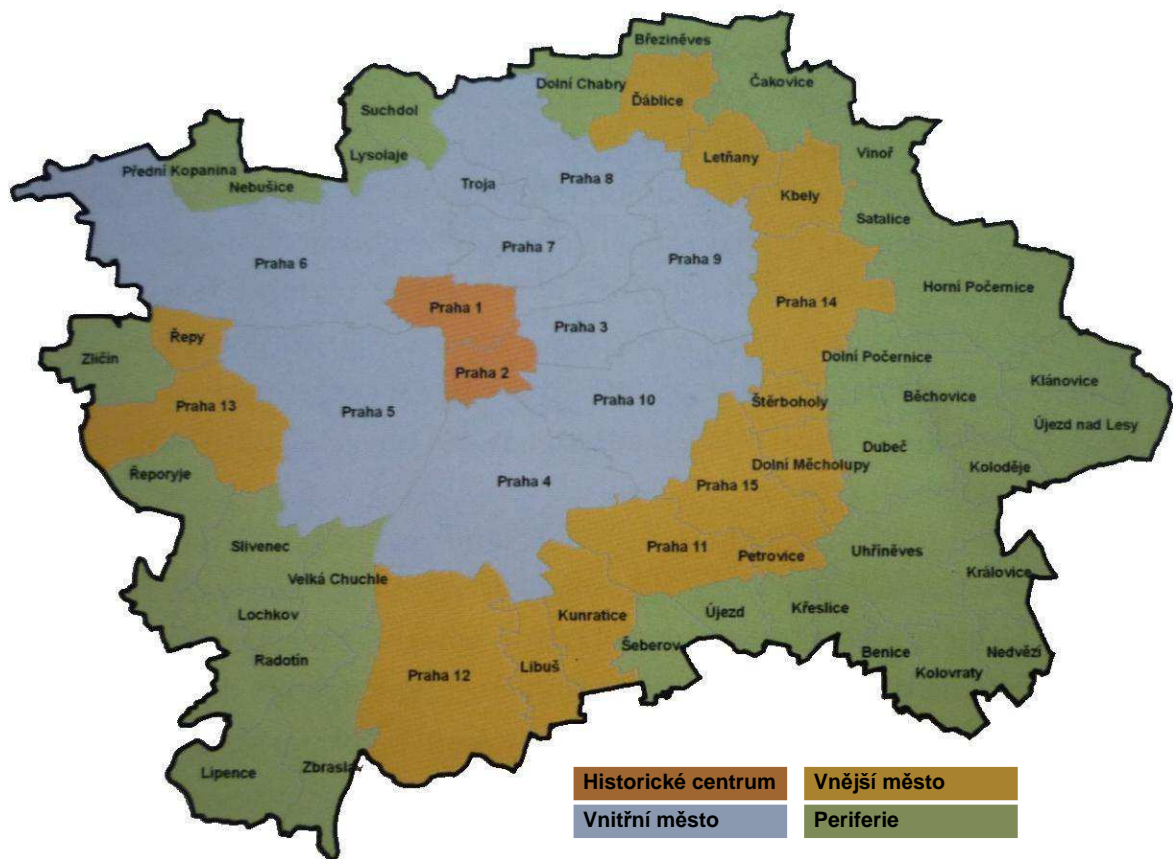 Březiněves
Dolní Chabry
Čakovice
Ďáblice
Suchdol
Vinoř
Lysolaje
Letňany
Přední Kopanina
Praha 8
Troja
Nebušice
Kbely
Satalice
Praha 7
Praha 9
Praha 6
Horní Počernice
Praha 1
Praha 14
Praha 3
Řepy
Zličín
Dolní Počernice
Praha 2
Klánovice
Běchovice
Praha 13
Praha 5
Praha 10
Štěrboholy
Újezd nad Lesy
Dubeč
Řeporyje
Dolní Měcholupy
Koloděje
Praha 4
Praha 15
Slivenec
Praha 11
Petrovice
Uhříněves
Královice
Velká Chuchle
Lochkov
Kunratice
Újezd
Křeslice
Šeberov
Radotín
Benice
Nedvězí
Praha 12
Libuš
Kolovraty
Lipence
Zbraslav
Historické centrum
Vnější město
Vnitřní město
Periferie